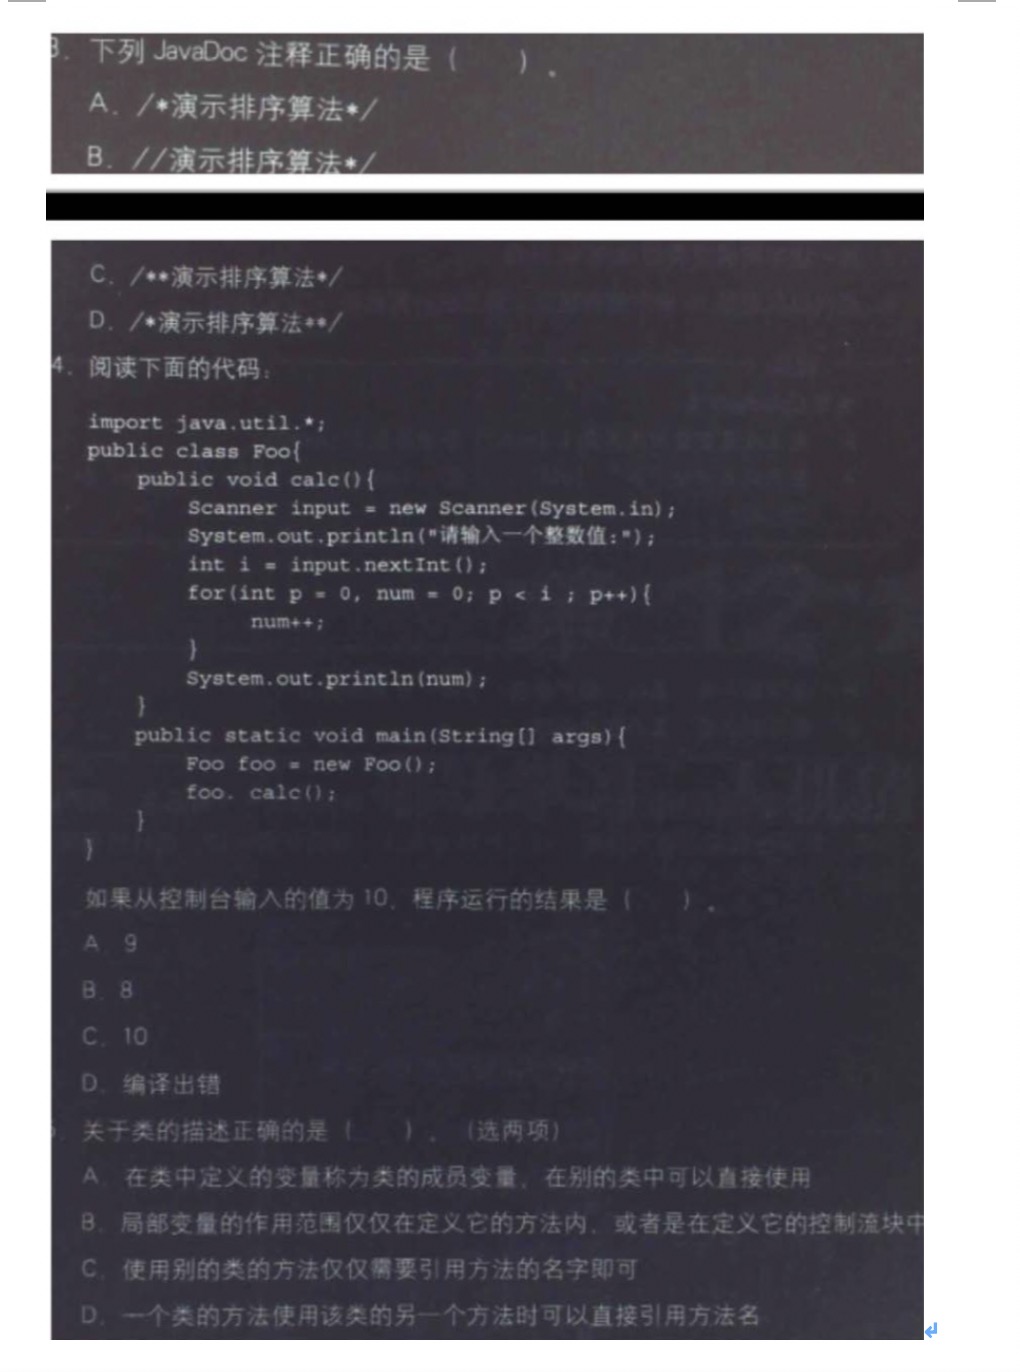 3. 下列 JavaDoc 注释正确的是（  ）。
A. /*演示排序算法*/
B. //演示排序算法*/
C. /**演示排序算法*/
D. /*演示排序算法**/
4. 阅读下面的代码：
import java.util.*;
public class Foo{
public void calc(){
Scanner input = new Scanner(System.in);
System.out.println("请输入一个整数值:");
int i = input.nextInt();
for(int p = 0, num = 0; p < i ; p++){
num++;
}
System.out.println(num);
}
public static void main(String[] args){
Foo foo = new Foo();
foo. calc();
}
}
如果从控制台输入的值为 10，程序运行的结果是（  ）。
A. 9
B. 8
C. 10
D. 编译出错
关于类的描述正确的是（  ）。（选两项）
A. 在类中定义的变量称为类的成员变量，在别的类中可以直接使用
B. 局部变量的作用范围仅仅在定义它的方法内，或者是在定义它的控制流块中
C. 使用别的类的方法仅仅需要引用方法的名字即可
D. 一个类的方法使用该类的另一个方法时可以直接引用方法名